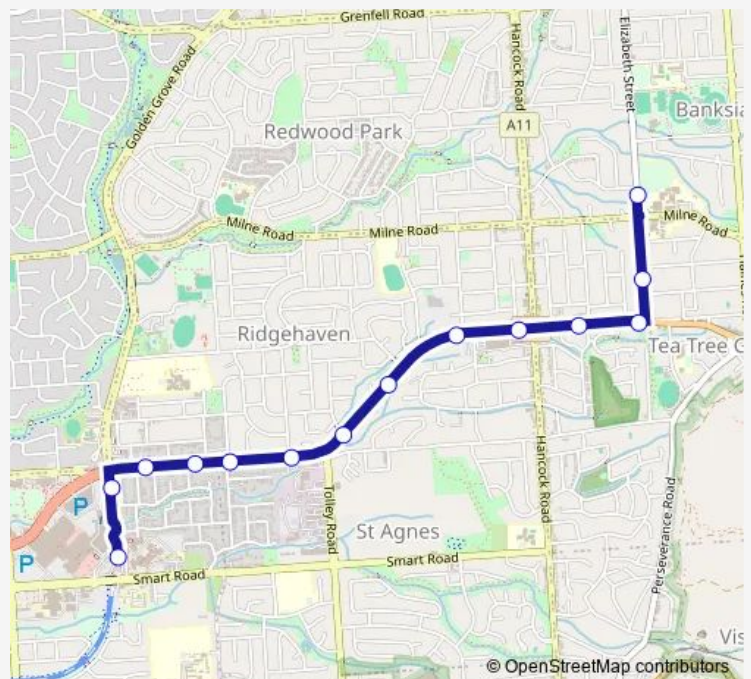 Grenfell Road
Elizabeth Street
Hancock Road
Golden Grove Road
Banksia
A11
Redwood Park
Milne Road
Milne Road
Milne Road
Ridgehaven
Tea Tree G
Hancock Road
Tolley Road
P
St Agnes
Perseverance Road
P
Smart Road
Smart Road
Vis
© OpenStreetMap contributors